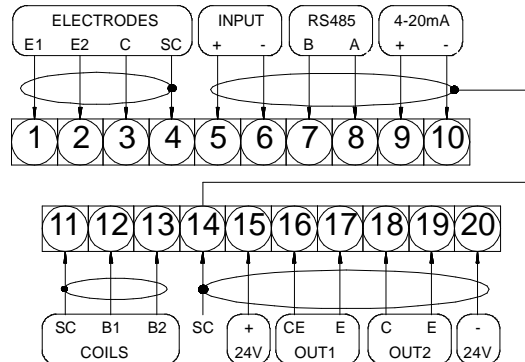 ELECTRODES INPUT RS485 4-20mA
E1 E2 C SC + - B A + -
1 2 3 4 5 6 7 8 9 10
11 12 13 14 15 16 17 18 19 20
SC B1 B2 SC + CE E C E -
COILS 24V OUT1 OUT2 24V